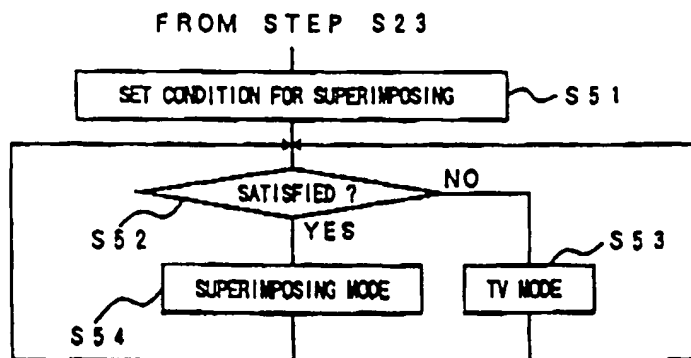 FROM STEP S23
SET CONDITION FOR SUPERIMPOSING
S51
SATISFIED ?
NO
S52
YES
S53
SUPERIMPOSING MODE
TV MODE
S54